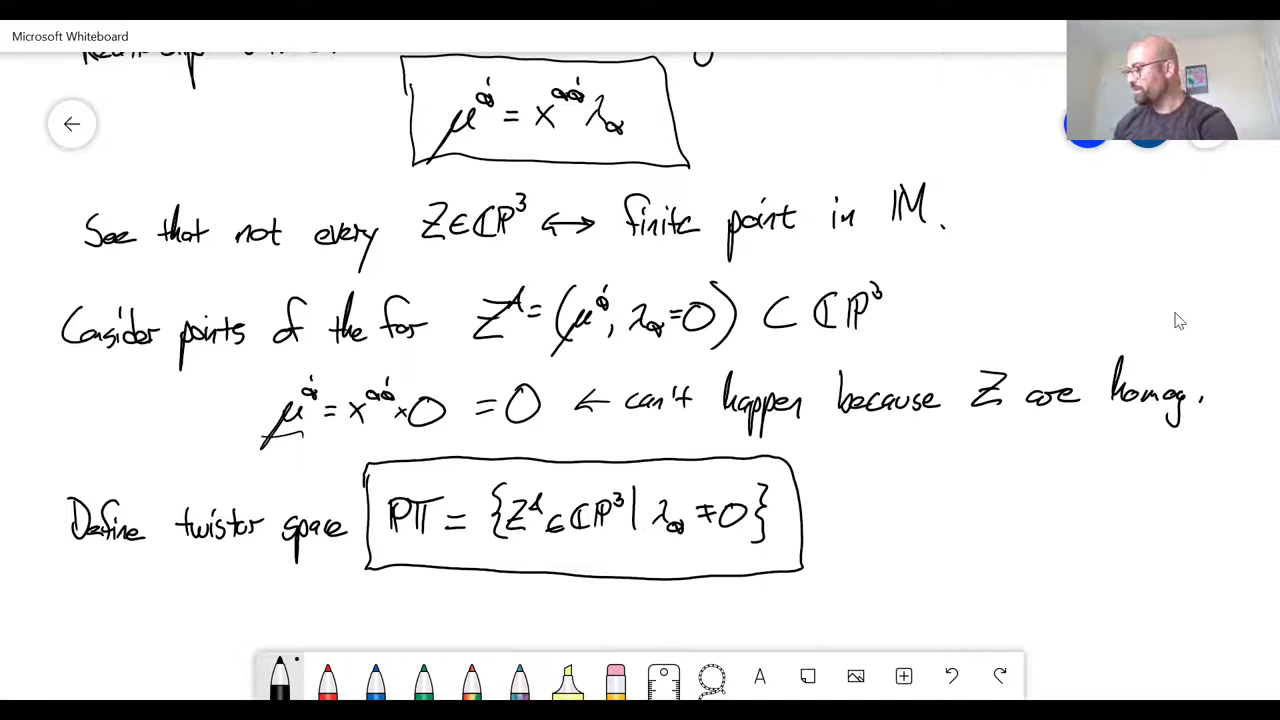 Microsoft Whiteboard
μ^α̇ = x^αα̇ λ_α
See that not every Z∈ℂℙ³ ↔ finite point in 𝕄.
Consider points of the for Z^A = (μ^α̇, λ_α=0) ⊂ ℂℙ³
μ^α̇ = x^αα̇ × 0 = 0 ← can't happen because Z are homog.
Define twistor space ℙ𝕋 = {Z^A ∈ ℂℙ³ | λ_α ≠ 0}
A